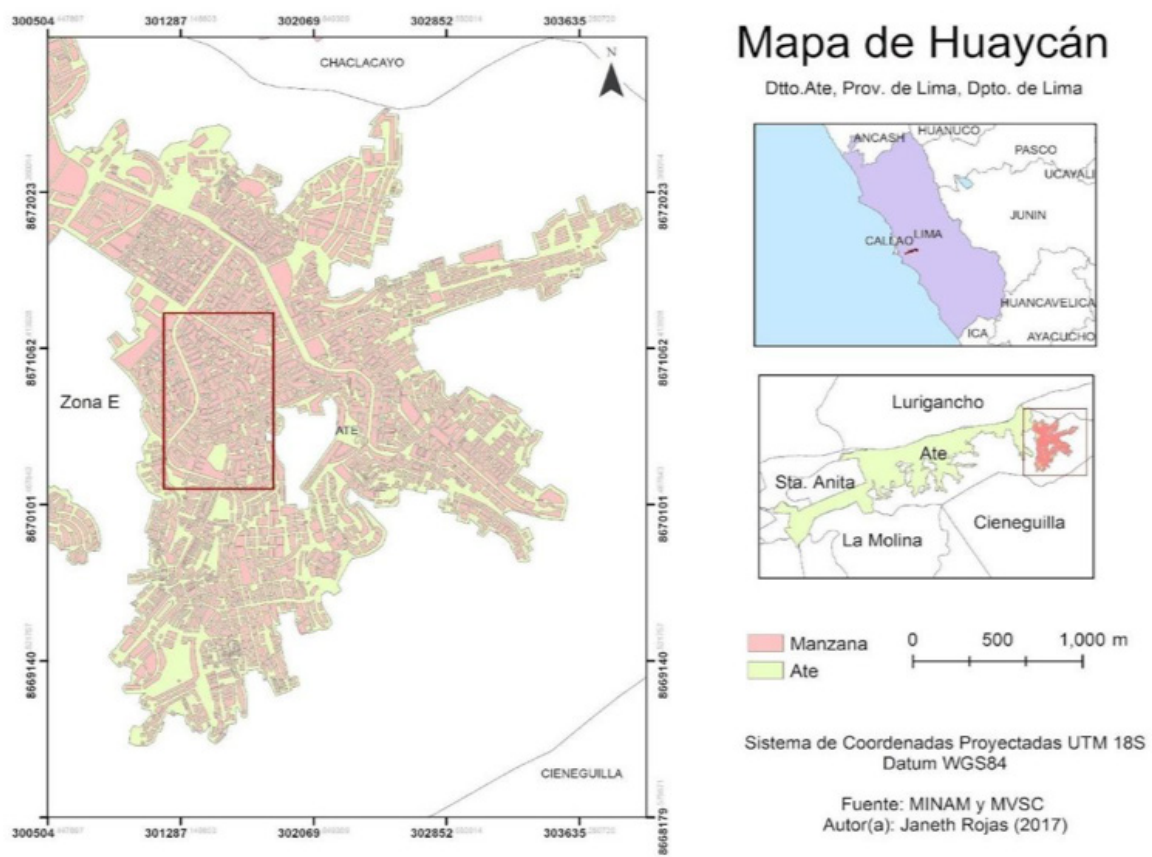 300504 301287 302069 302852 303635
CHACLACAYO
N
8672023 8672023
8671062 8671062
Zona E
ATE
8670101 8670101
8669140 8669140
CIENEGUILLA
8668179
300504 301287 302069 302852 303635
Mapa de Huaycán
Dtto.Ate, Prov. de Lima, Dpto. de Lima
ANCASH
HUANUCO
PASCO
UCAYALI
JUNIN
CALLAO
LIMA
HUANCAVELICA
ICA
AYACUCHO
Lurigancho
Ate
Sta. Anita
Cieneguilla
La Molina
Manzana
Ate
0 500 1,000 m
Sistema de Coordenadas Proyectadas UTM 18S
Datum WGS84
Fuente: MINAM y MVSC
Autor(a): Janeth Rojas (2017)